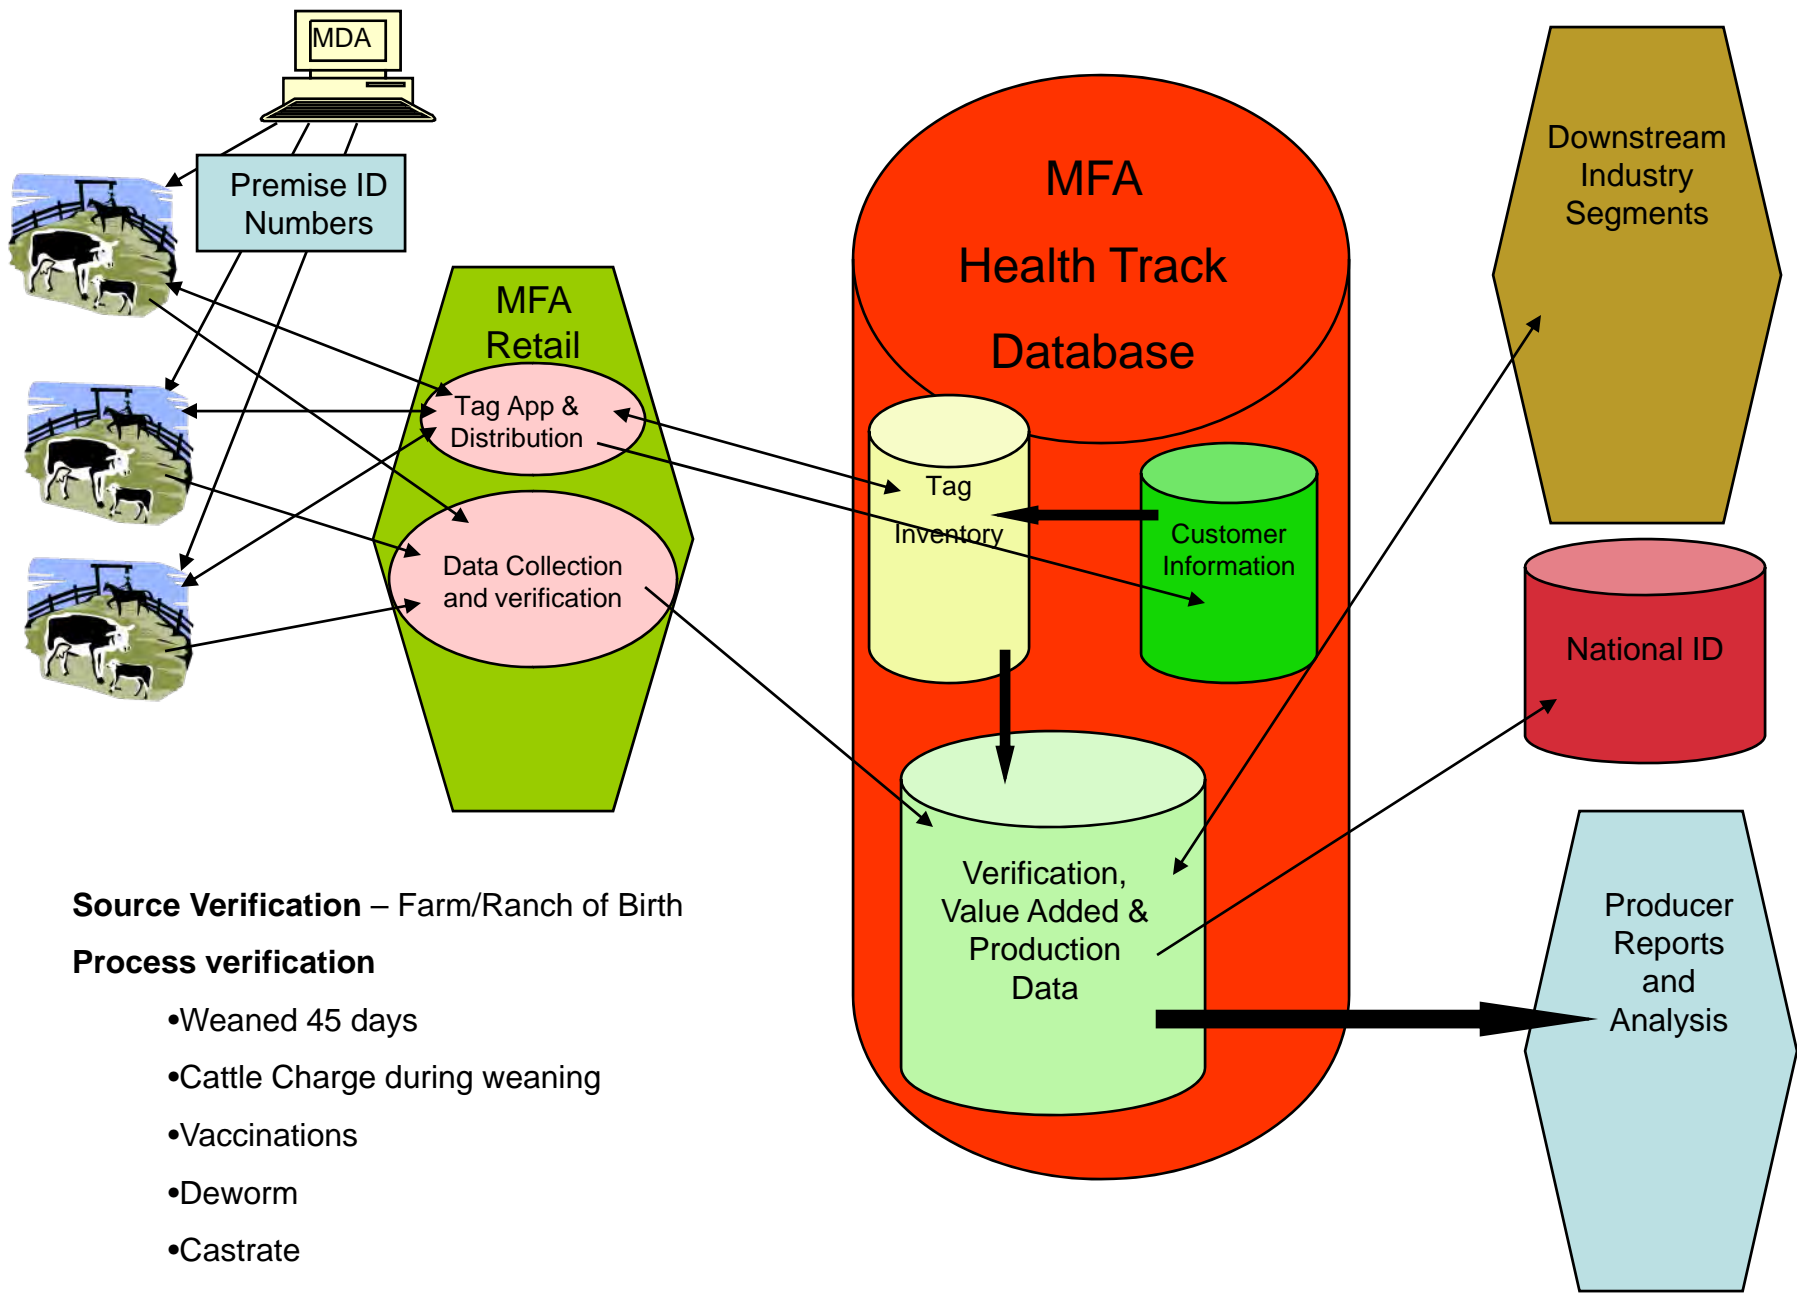 MDA
Premise ID
Numbers
MFA
Retail
Tag App &
Distribution
Data Collection
and verification
MFA
Health Track
Database
Tag
Inventory
Customer
Information
Verification,
Value Added &
Production
Data
Downstream
Industry
Segments
National ID
Producer
Reports
and
Analysis
Source Verification – Farm/Ranch of Birth
Process verification
•Weaned 45 days
•Cattle Charge during weaning
•Vaccinations
•Deworm
•Castrate